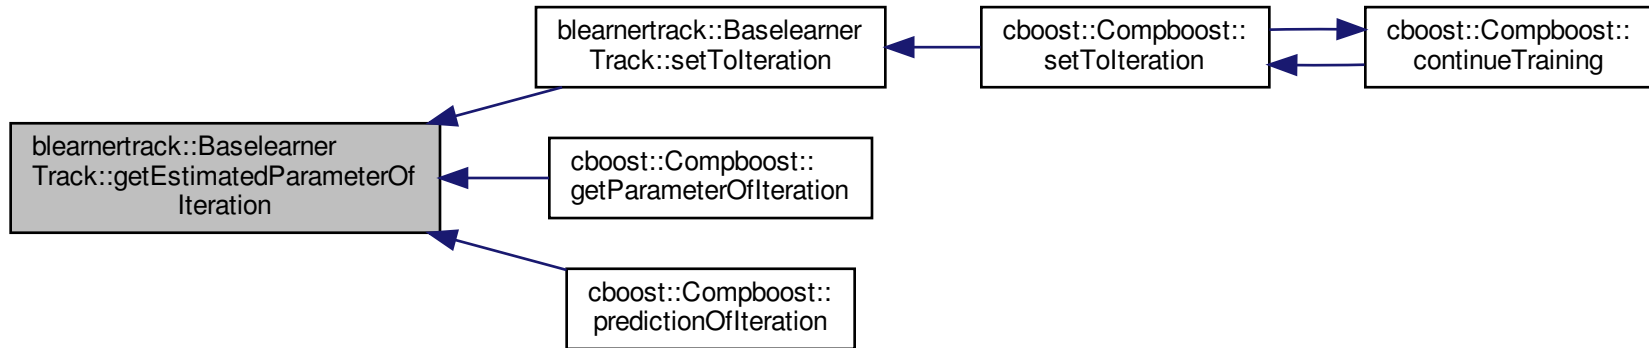 blearnertrack::Baselearner
Track::getEstimatedParameterOf
Iteration
blearnertrack::Baselearner
Track::setToIteration
cboost::Compboost::
setToIteration
cboost::Compboost::
continueTraining
cboost::Compboost::
getParameterOfIteration
cboost::Compboost::
predictionOfIteration